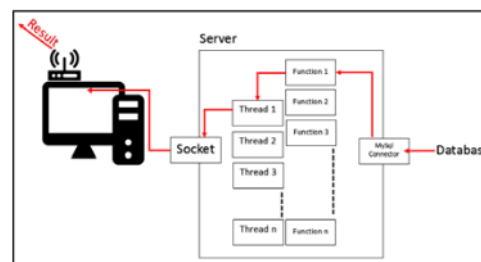 Result
Server
Function 1
Thread 1
Function 2
Function 3
Socket
Thread 2
MySql
Connector
Databas
Thread 3
Thread n
Function n